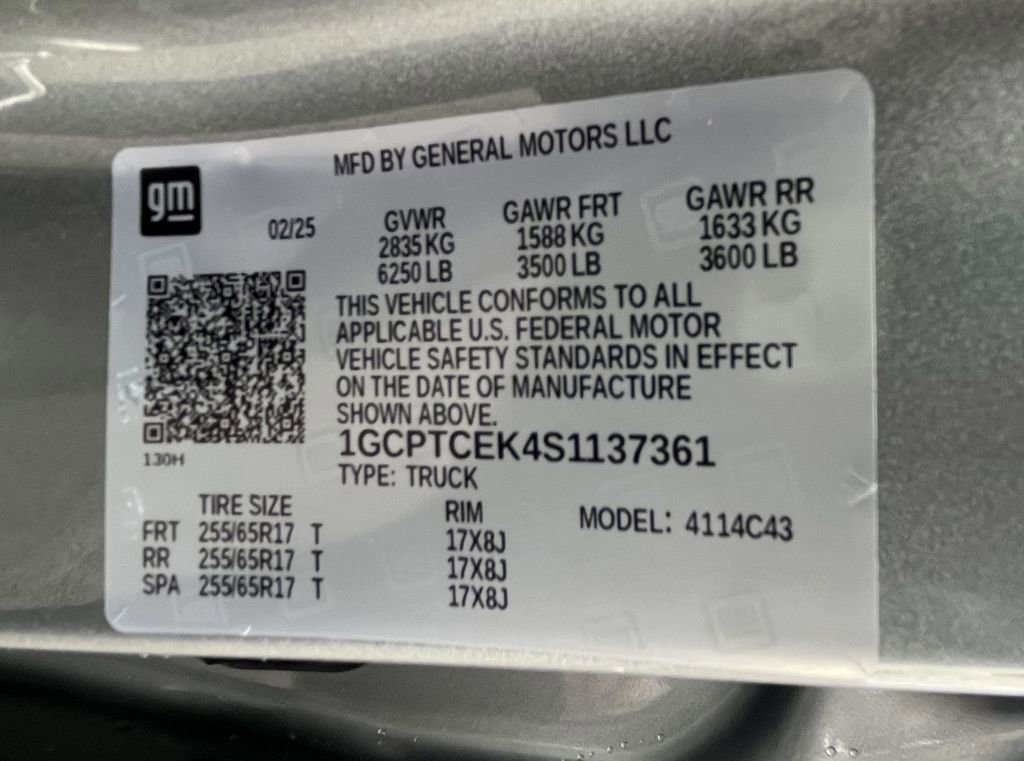 MFD BY GENERAL MOTORS LLC
gm
02/25
GVWR GAWR FRT GAWR RR
2835 KG 1588 KG 1633 KG
6250 LB 3500 LB 3600 LB
THIS VEHICLE CONFORMS TO ALL
APPLICABLE U.S. FEDERAL MOTOR
VEHICLE SAFETY STANDARDS IN EFFECT
ON THE DATE OF MANUFACTURE
SHOWN ABOVE.
1GCPTCEK4S1137361
130H
TYPE: TRUCK
TIRE SIZE RIM MODEL: 4114C43
FRT 255/65R17 T 17X8J
RR 255/65R17 T 17X8J
SPA 255/65R17 T 17X8J